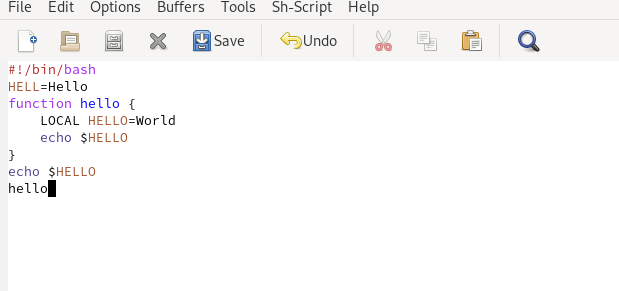 File Edit Options Buffers Tools Sh-Script Help
Save Undo
#!/bin/bash
HELL=Hello
function hello {
    LOCAL HELLO=World
    echo $HELLO
}
echo $HELLO
hello